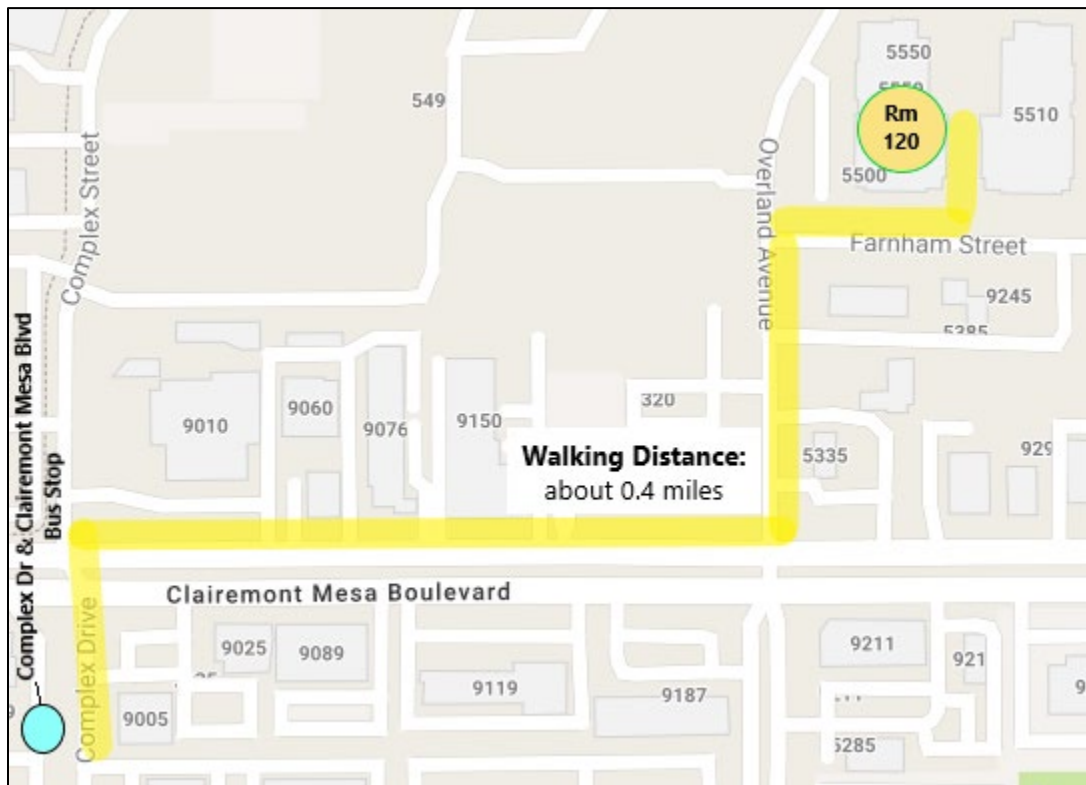 5550
5510
549
Rm
120
5500
Complex Street
Overland Avenue
Farnham Street
9245
5385
Complex Dr & Clairemont Mesa Blvd
Bus Stop
9010
9060
9076
9150
320
5335
929
Walking Distance:
about 0.4 miles
Clairemont Mesa Boulevard
Complex Drive
9025
9089
9005
9119
9187
9211
921
5285